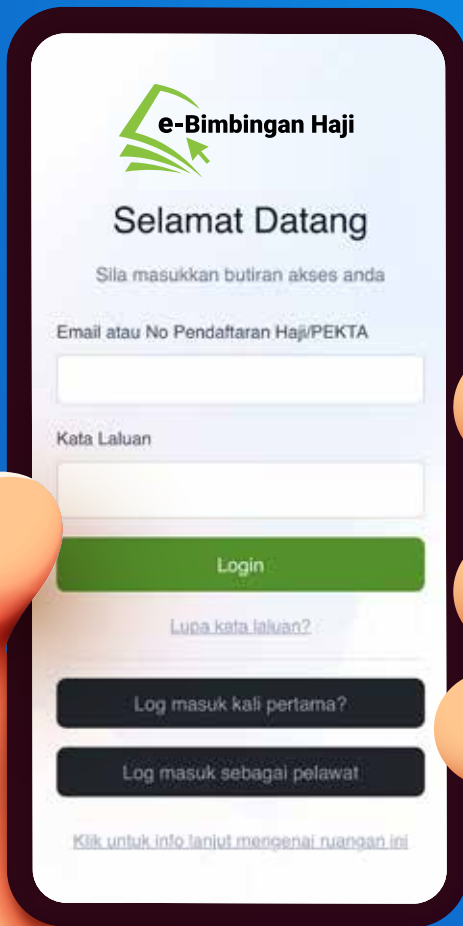 e-Bimbingan Haji
Selamat Datang
Sila masukkan butiran akses anda
Email atau No Pendaftaran Haji/PEKTA
Kata Laluan
Login
Lupa kata laluan?
Log masuk kali pertama?
Log masuk sebagai pelawat
Klik untuk info lanjut mengenai ruangan ini